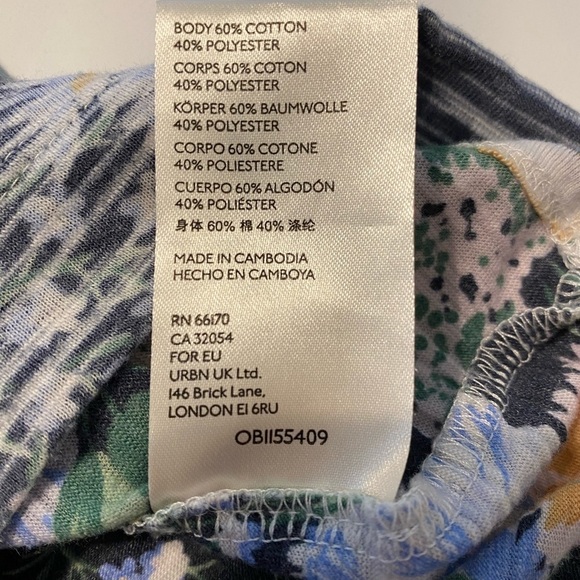 BODY 60% COTTON
40% POLYESTER
CORPS 60% COTON
40% POLYESTER
KÖRPER 60% BAUMWOLLE
40% POLYESTER
CORPO 60% COTONE
40% POLIESTERE
CUERPO 60% ALGODÓN
40% POLIÉSTER
身体 60% 棉 40% 涤纶
MADE IN CAMBODIA
HECHO EN CAMBOYA
RN 66170
CA 32054
FOR EU
URBN UK Ltd.
146 Brick Lane,
LONDON E1 6RU
OB1155409